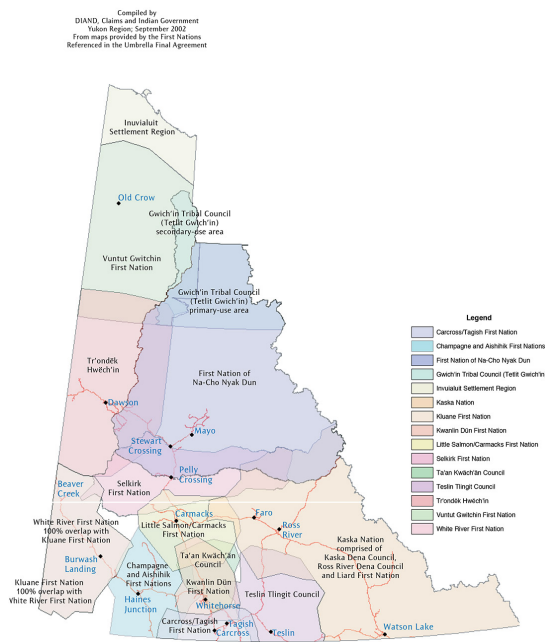 Compiled by
DIAND, Claims and Indian Government
Yukon Region; September 2002
From maps provided by the First Nations
Referenced in the Umbrella Final Agreement
Inuvialuit
Settlement Region
Old Crow
Gwich'in Tribal Council
(Tetlit Gwich'in)
secondary-use area
Vuntut Gwitchin
First Nation
Gwich'in Tribal Council
(Tetlit Gwich'in)
primary-use area
Tr'ondëk
Hwëch'in
First Nation of
Na-Cho Nyak Dun
Dawson
Mayo
Stewart
Crossing
Pelly
Crossing
Beaver
Creek
Selkirk
First Nation
Carmacks
Faro
White River First Nation
100% overlap with
Kluane First Nation
Little Salmon/Carmacks
First Nation
Ross
River
Kaska Nation
comprised of
Kaska Dena Council,
Ross River Dena Council
and Liard First Nation
Ta'an Kwäch'än
Council
Burwash
Landing
Champagne
and Aishihik
First Nations
Kluane First Nation
100% overlap with
White River First Nation
Kwanlin Dün
First Nation
Whitehorse
Haines
Junction
Teslin Tlingit Council
Carcross/Tagish
First Nation
Tagish
Carcross
Teslin
Watson Lake
Legend
Carcross/Tagish First Nation
Champagne and Aishihik First Nations
First Nation of Na-Cho Nyak Dun
Gwich'in Tribal Council (Tetlit Gwich'in
Invuialuit Settlement Region
Kaska Nation
Kluane First Nation
Kwanlin Dün First Nation
Little Salmon/Carmacks First Nation
Selkirk First Nation
Ta'an Kwäch'än Council
Teslin Tlingit Council
Tr'ondëk Hwëch'in
Vuntut Gwitchin First Nation
White River First Nation